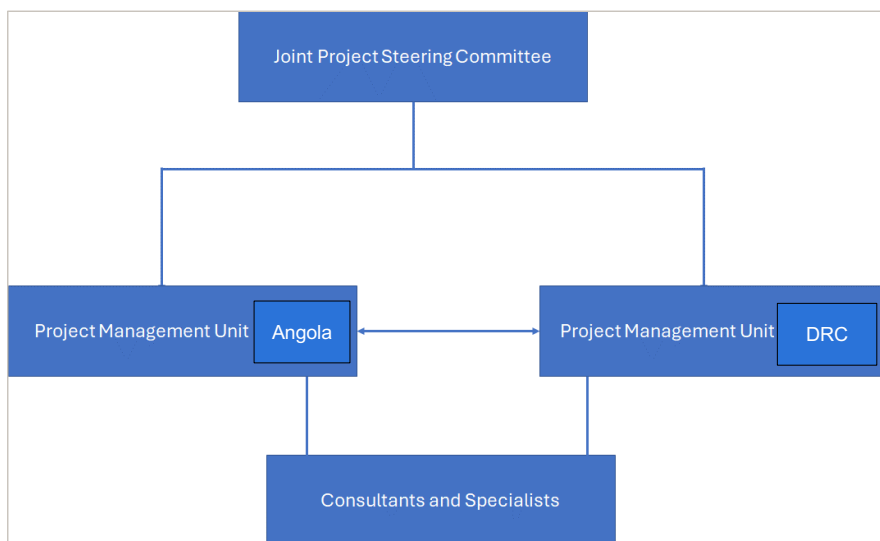 Joint Project Steering Committee
Project Management Unit Angola
Project Management Unit DRC
Consultants and Specialists